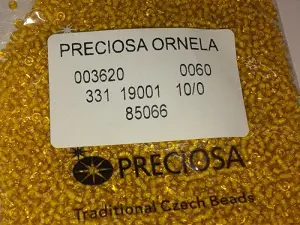 PRECIOSA ORNELA
003620 0060
331 19001 10/0
85066
PRECIOSA
Traditional Czech Beads